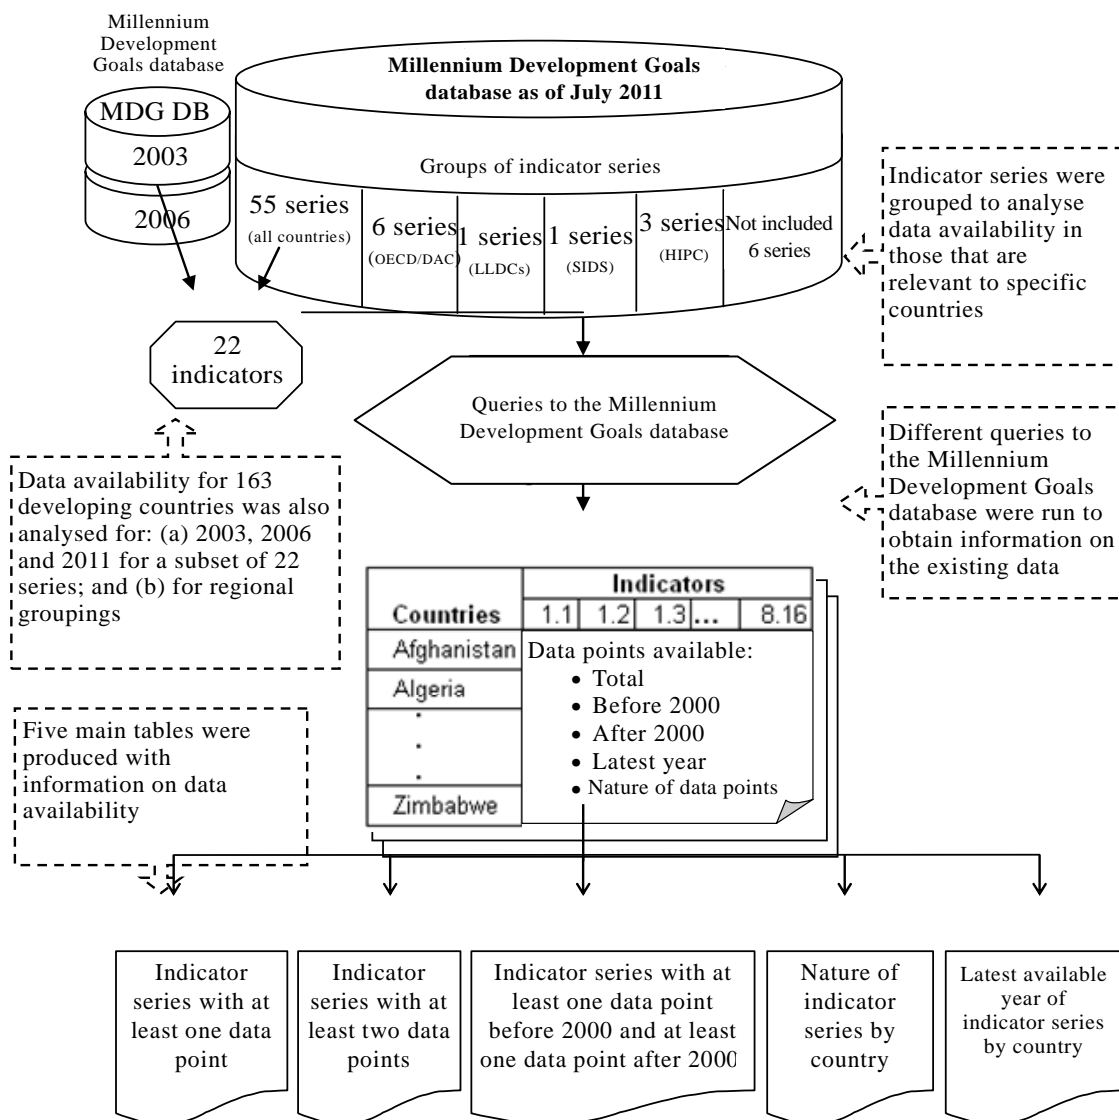 Millennium
Development
Goals database
MDG DB
2003
2006
Millennium Development Goals
database as of July 2011
Groups of indicator series
55 series
(all countries)
6 series
(OECD/DAC)
1 series
(LLDCs)
1 series
(SIDS)
3 series
(HIPC)
Not included
6 series
Indicator series were
grouped to analyse
data availability in
those that are
relevant to specific
countries
22
indicators
Queries to the Millennium
Development Goals database
Different queries to
the Millennium
Development Goals
database were run to
obtain information on
the existing data
Data availability for 163
developing countries was also
analysed for: (a) 2003, 2006
and 2011 for a subset of 22
series; and (b) for regional
groupings
Indicators
Countries 1.1 1.2 1.3 ... 8.16
Afghanistan
Algeria
.
.
.
Zimbabwe
Data points available:
• Total
• Before 2000
• After 2000
• Latest year
• Nature of data points
Five main tables were
produced with
information on data
availability
Indicator
series with at
least one data
point
Indicator
series with at
least two data
points
Indicator series with at
least one data point
before 2000 and at least
one data point after 2000
Nature of
indicator
series by
country
Latest available
year of
indicator series
by country